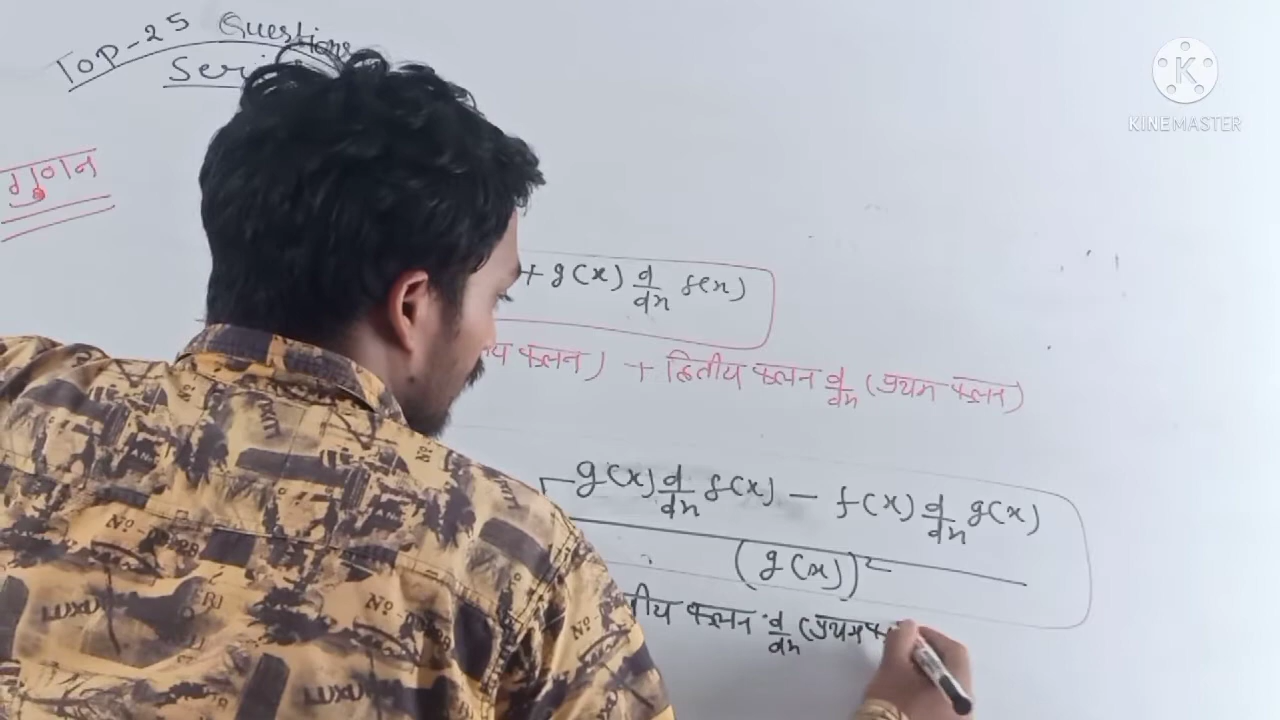 Top-25 Questions
Seri
KINEMASTER
गुणन
+ g(x) d/dx f(x)
य फलन) + द्वितीय फलन d/dx (प्रथम फलन)
g(x) d/dx f(x) - f(x) d/dx g(x)
(g(x))²
तीय फलन d/dx (प्रथम फ